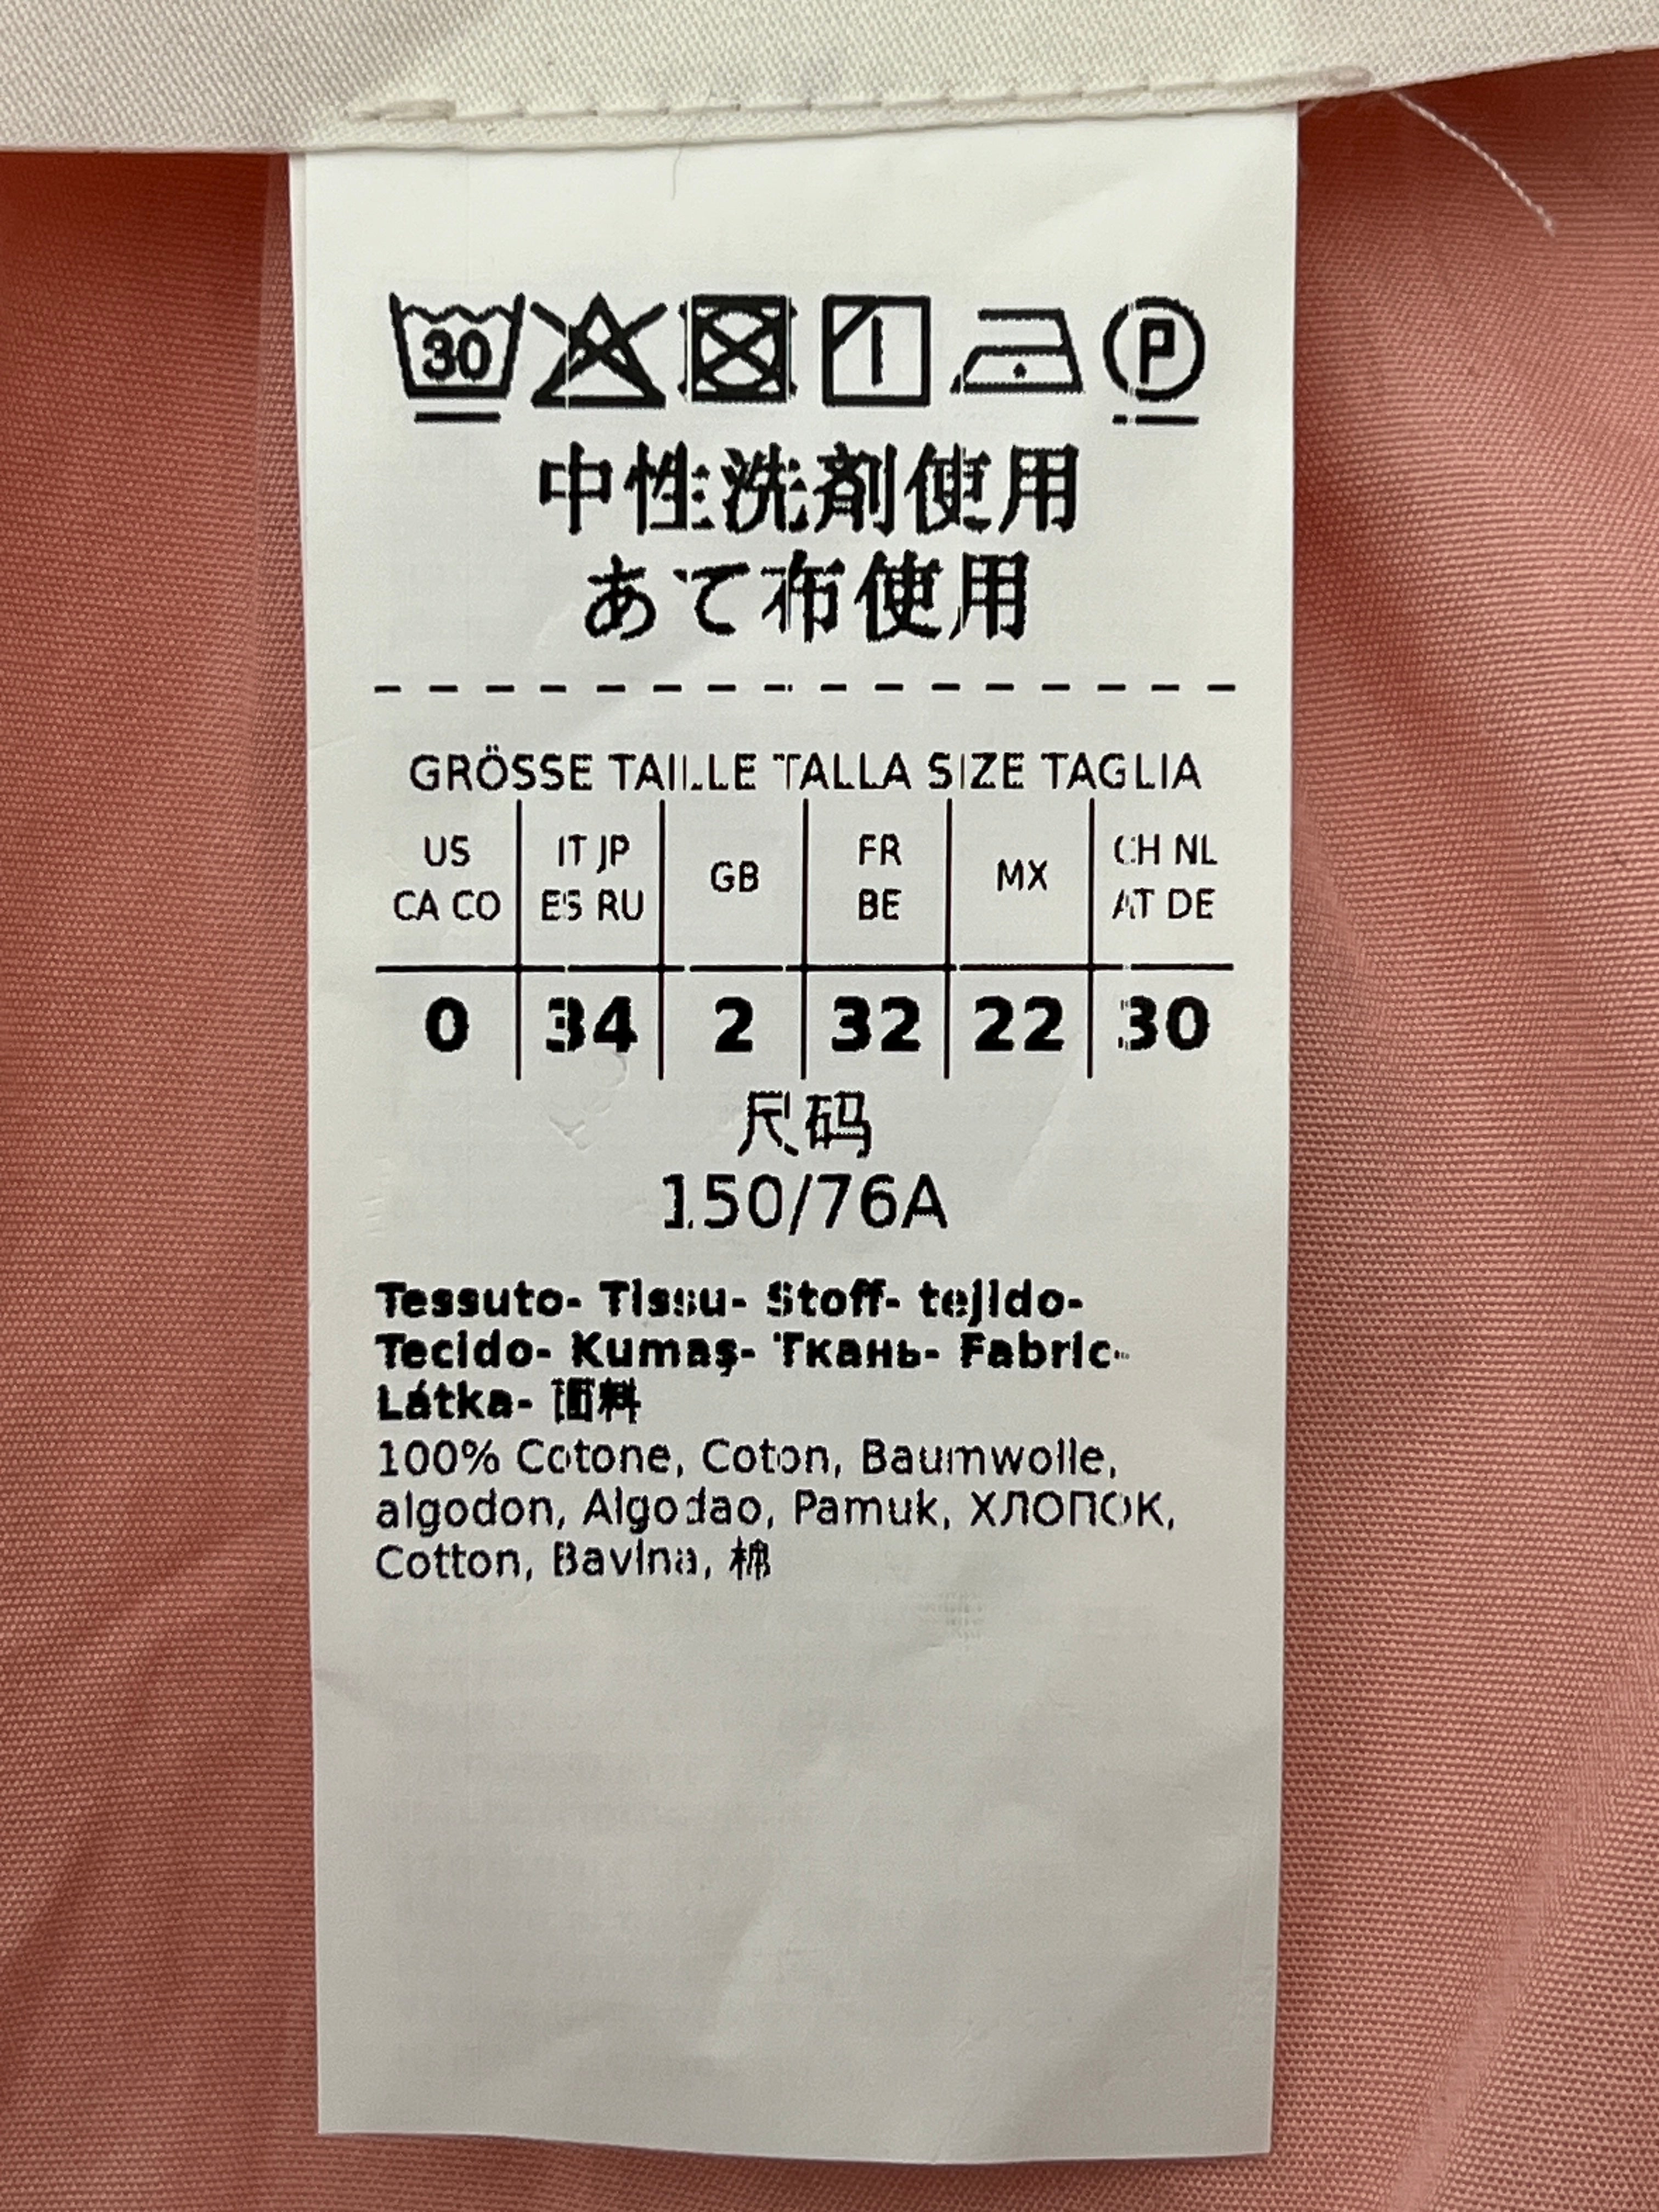 30 P
中性洗剤使用
あて布使用
GRÖSSE TAILLE TALLA SIZE TAGLIA
US CA CO
IT JP ES RU
GB
FR BE
MX
CH NL AT DE
0 34 2 32 22 30
尺码
150/76A
Tessuto- Tissu- Stoff- tejido-
Tecido- Kumaş- Ткань- Fabric-
Látka- 面料
100% Cotone, Coton, Baumwolle,
algodon, Algodao, Pamuk, ХЛОПОК,
Cotton, Bavlna, 棉